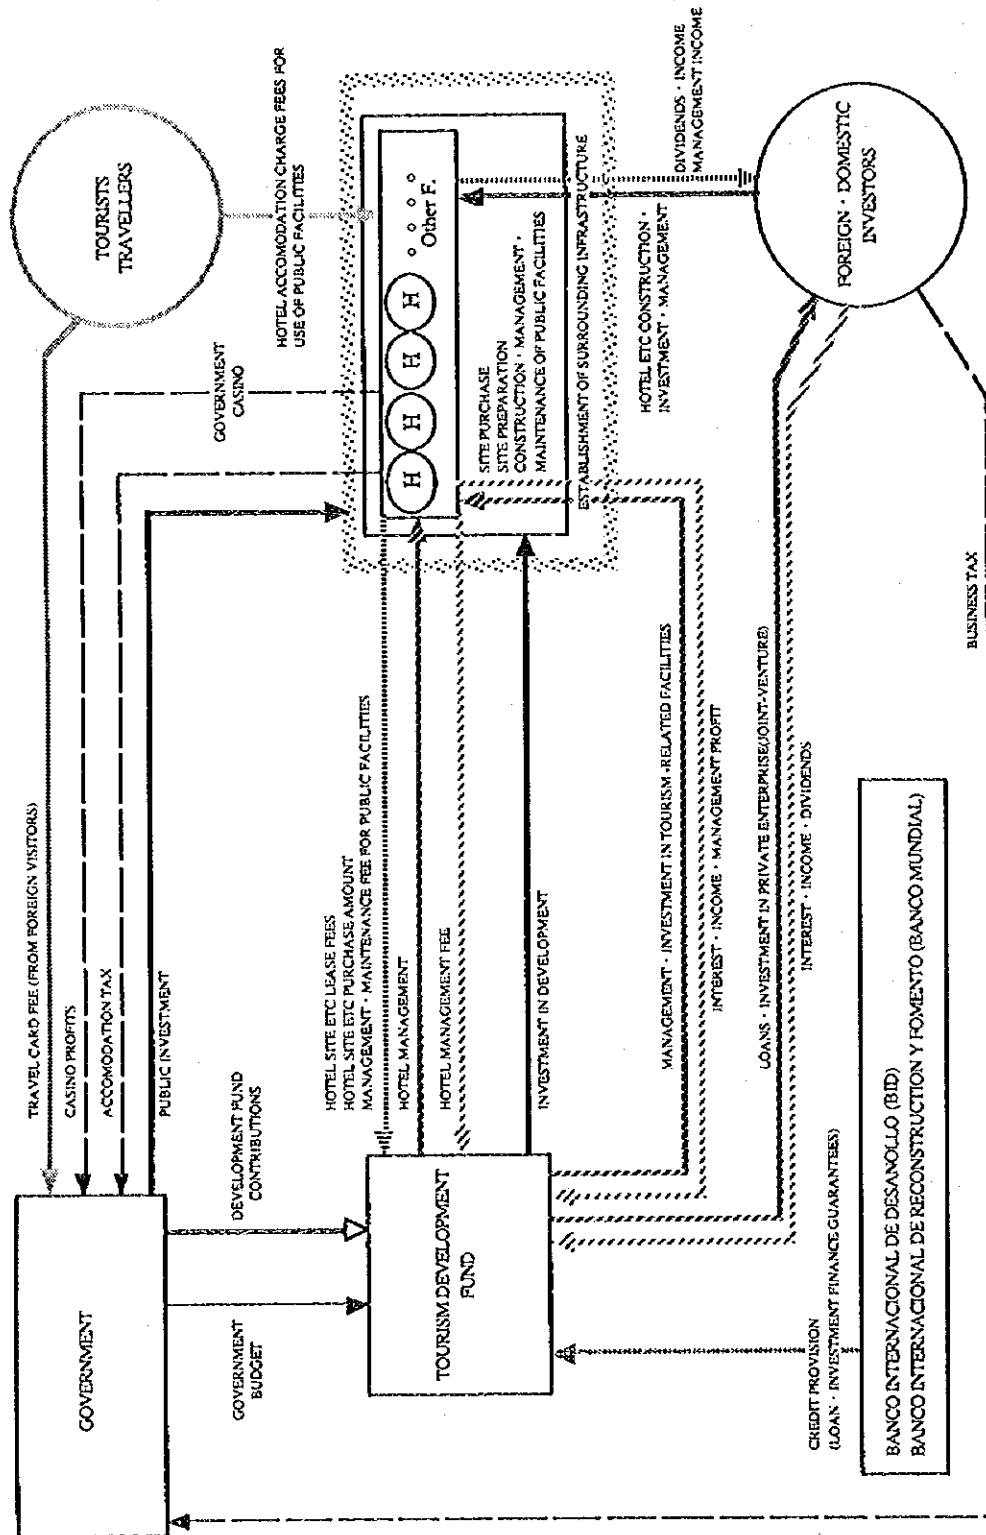 GOVERNMENT
TRAVEL CARD FEE (FROM FOREIGN VISITORS)
CASINO PROFITS
ACCOMODATION TAX
PUBLIC INVESTMENT
GOVERNMENT
CASINO
TOURISTS
TRAVELLERS
HOTEL ACCOMODATION CHARGE FEES FOR
USE OF PUBLIC FACILITIES
GOVERNMENT
BUDGET
DEVELOPMENT FUND
CONTRIBUTIONS
TOURISM DEVELOPMENT
FUND
HOTEL SITE ETC LEASE FEES
HOTEL SITE ETC PURCHASE AMOUNT
MANAGEMENT · MAINTENANCE FEE FOR PUBLIC FACILITIES
HOTEL MANAGEMENT
HOTEL MANAGEMENT FEE
INVESTMENT IN DEVELOPMENT
H H H H
Other F.
SITE PURCHASE
SITE PREPARATION
CONSTRUCTION · MANAGEMENT ·
MAINTENANCE OF PUBLIC FACILITIES
ESTABLISHMENT OF SURROUNDING INFRASTRUCTURE
MANAGEMENT · INVESTMENT IN TOURISM-RELATED FACILITIES
INTEREST · INCOME · MANAGEMENT PROFIT
LOANS · INVESTMENT IN PRIVATE ENTERPRISE(JOINT-VENTURE)
INTEREST · INCOME · DIVIDENDS
HOTEL ETC CONSTRUCTION ·
INVESTMENT · MANAGEMENT
DIVIDENDS · INCOME
MANAGEMENT INCOME
FOREIGN · DOMESTIC
INVESTORS
CREDIT PROVISION
(LOAN · INVESTMENT FINANCE GUARANTEES)
BANCO INTERNACIONAL DE DESANOLLO (BID)
BANCO INTERNACIONAL DE RECONSTRUCTION Y FOMENTO (BANCO MUNDIAL)
BUSINESS TAX